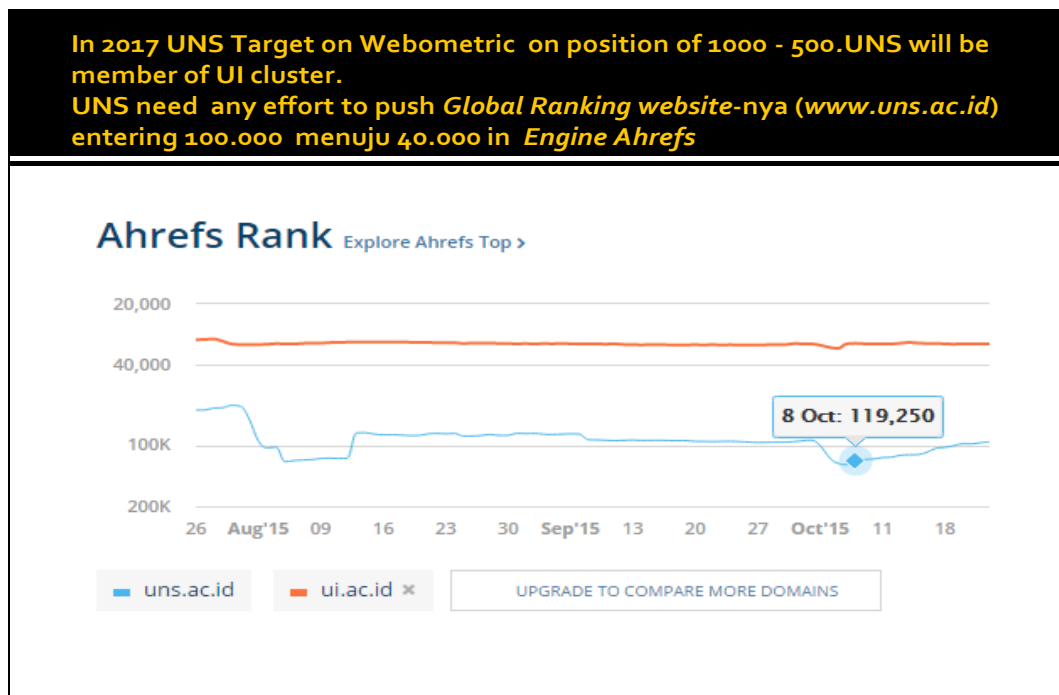 In 2017 UNS Target on Webometric on position of 1000 - 500.UNS will be
member of UI cluster.
UNS need any effort to push Global Ranking website-nya (www.uns.ac.id)
entering 100.000 menuju 40.000 in Engine Ahrefs
Ahrefs Rank Explore Ahrefs Top >
20,000
40,000
8 Oct: 119,250
100K
200K
26 Aug'15 09 16 23 30 Sep'15 13 20 27 Oct'15 11 18
uns.ac.id ui.ac.id × UPGRADE TO COMPARE MORE DOMAINS